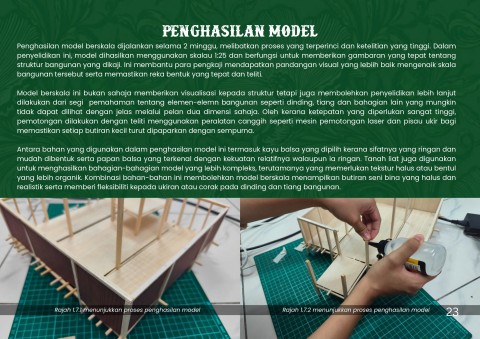 PENGHASILAN MODEL
Penghasilan model berskala dijalankan selama 2 minggu, melibatkan proses yang terperinci dan ketelitian yang tinggi. Dalam
penyelidikan ini, model dihasilkan menggunakan skalau 1:25 dan berfungsi untuk memberikan gambaran yang tepat tentang
struktur bangunan yang dikaji. Ini membantu para pengkaji mendapatkan pandangan visual yang lebiih baik mengenaik skala
bangunan tersebut serta memastikan reka bentuk yang tepat dan teliti.
Model berskala ini bukan sahaja memberikan visualisasi kepada struktur tetapi juga membolehkan penyelidikan lebih lanjut
dilakukan dari segi pemahaman tentang elemen-elemn bangunan seperti dinding, tiang dan bahagian lain yang mungkin
tidak dapat dilihat dengan jelas melalui pelan dua dimensi sahaja. Oleh kerana ketepatan yang diperlukan sangat tinggi,
pemotongan dilakukan dengan teliti menggunakan peralatan canggih seperti mesin pemotongan laser dan pisau ukir bagi
memastikan setiap butiran kecil turut dipaparkan dengan sempurna.
Antara bahan yang digunakan dalam penghasilan model ini termasuk kayu balsa yang dipilih kerana sifatnya yang ringan dan
mudah dibentuk serta papan balsa yang terkenal dengan kekuatan relatifnya walaupun ia ringan. Tanah liat juga digunakan
untuk menghasilkan bahagian-bahagian model yang lebih kompleks, terutamanya yang memerlukan tekstur halus atau bentul
yang lebih organik. Kombinasi bahan-bahan ini membolehkan model berskala menampilkan butiran seni bina yang halus dan
realistik serta memberi fleksibiliti kepada ukiran atau corak pada dinding dan tiang bangunan.
Rajah 1.7.1 menunjukkan proses penghasilan model
Rajah 1.7.2 menunjukkan proses penghasilan model
23